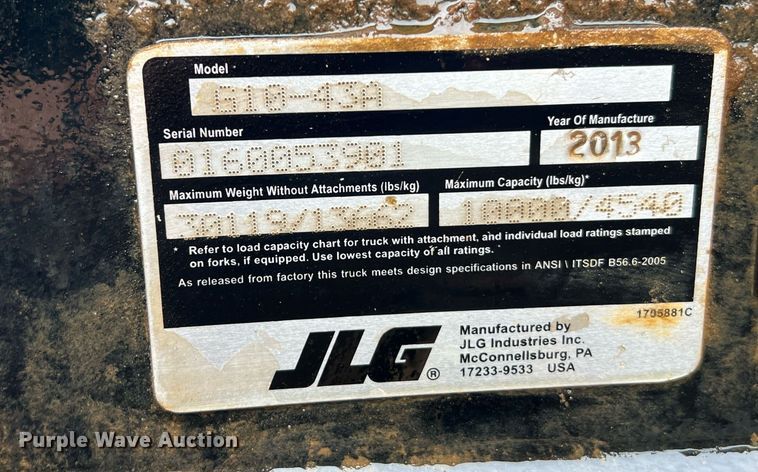 Model
G10-43A
Serial Number
0160053901
Year Of Manufacture
2013
Maximum Weight Without Attachments (lbs/kg)
30119/13662
Maximum Capacity (lbs/kg)*
10000/4540
* Refer to load capacity chart for truck with attachment, and individual load ratings stamped
on forks, if equipped. Use lowest capacity of all ratings.
As released from factory this truck meets design specifications in ANSI \ ITSDF B56.6-2005
1705881C
JLG®
Manufactured by
JLG Industries Inc.
McConnellsburg, PA
17233-9533 USA
Purple Wave Auction